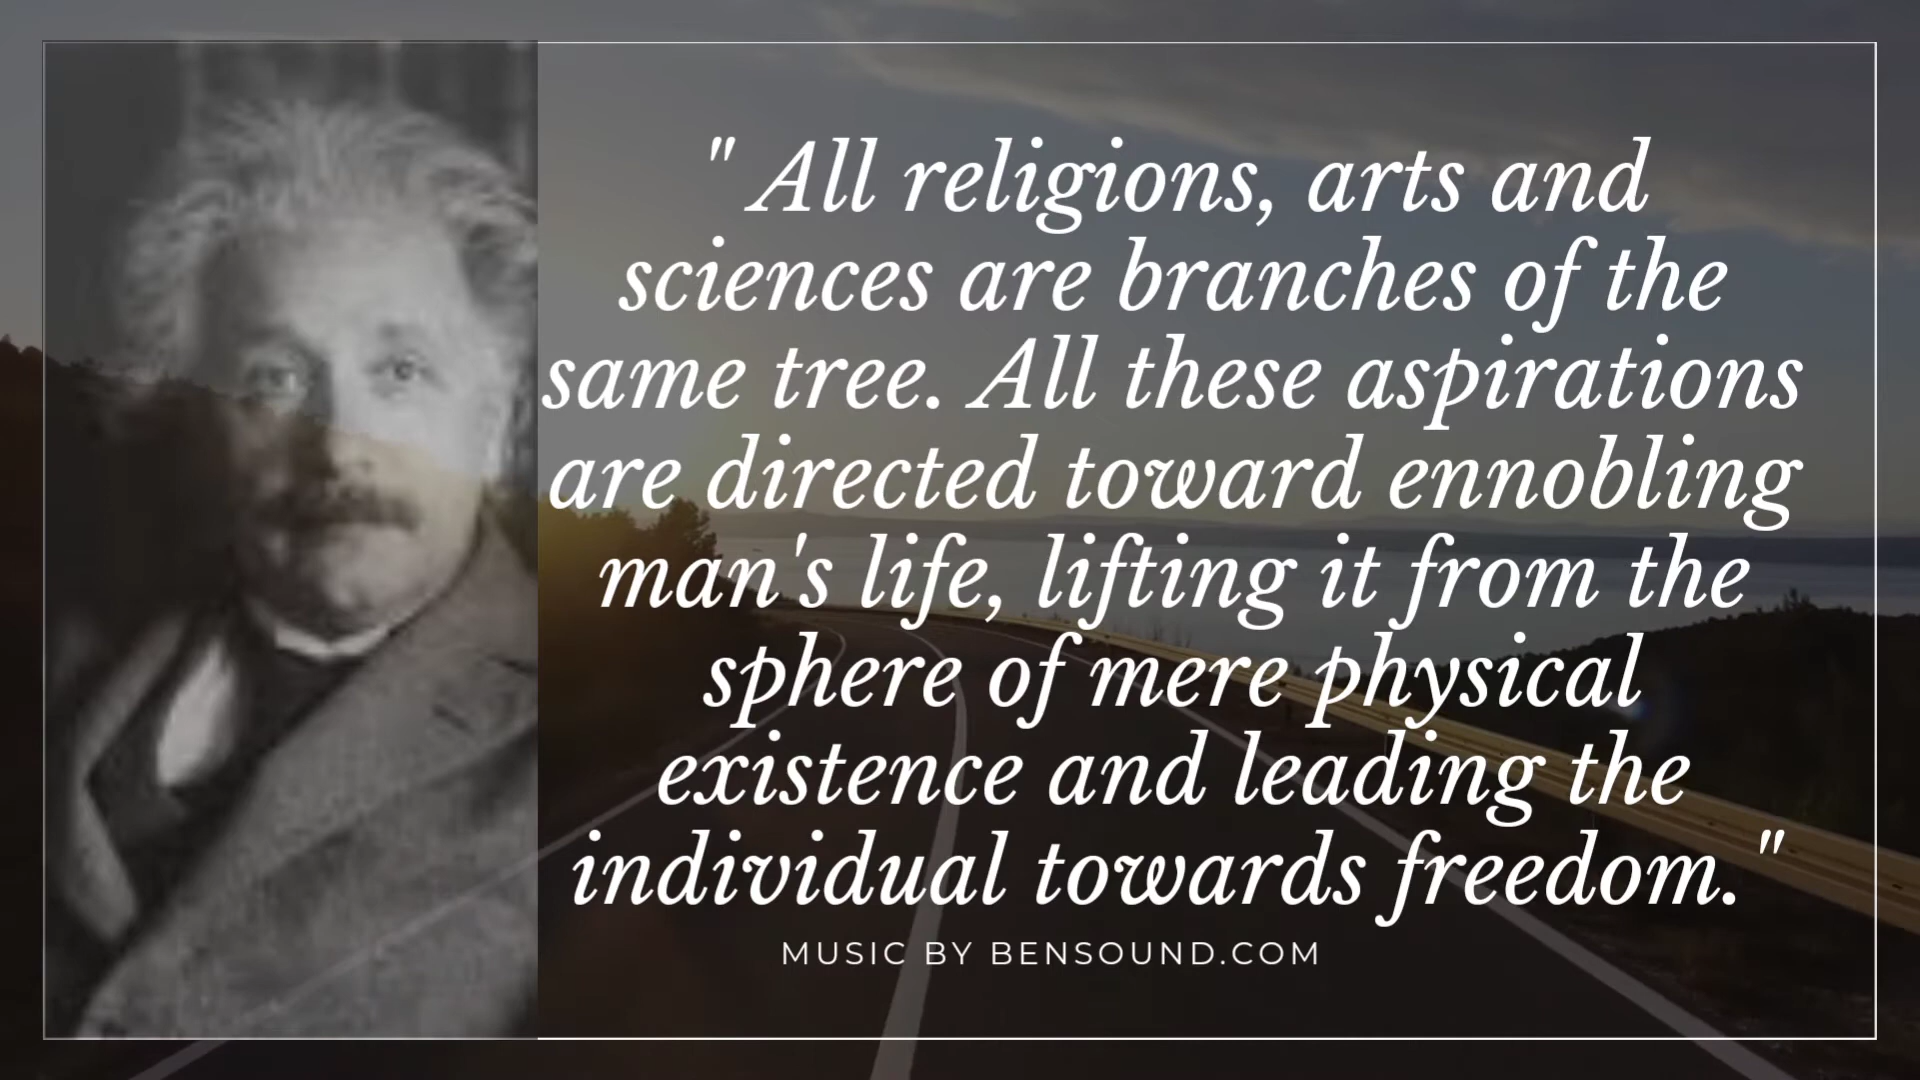 " All religions, arts and
sciences are branches of the
same tree. All these aspirations
are directed toward ennobling
man's life, lifting it from the
sphere of mere physical
existence and leading the
individual towards freedom. "
MUSIC BY BENSOUND.COM